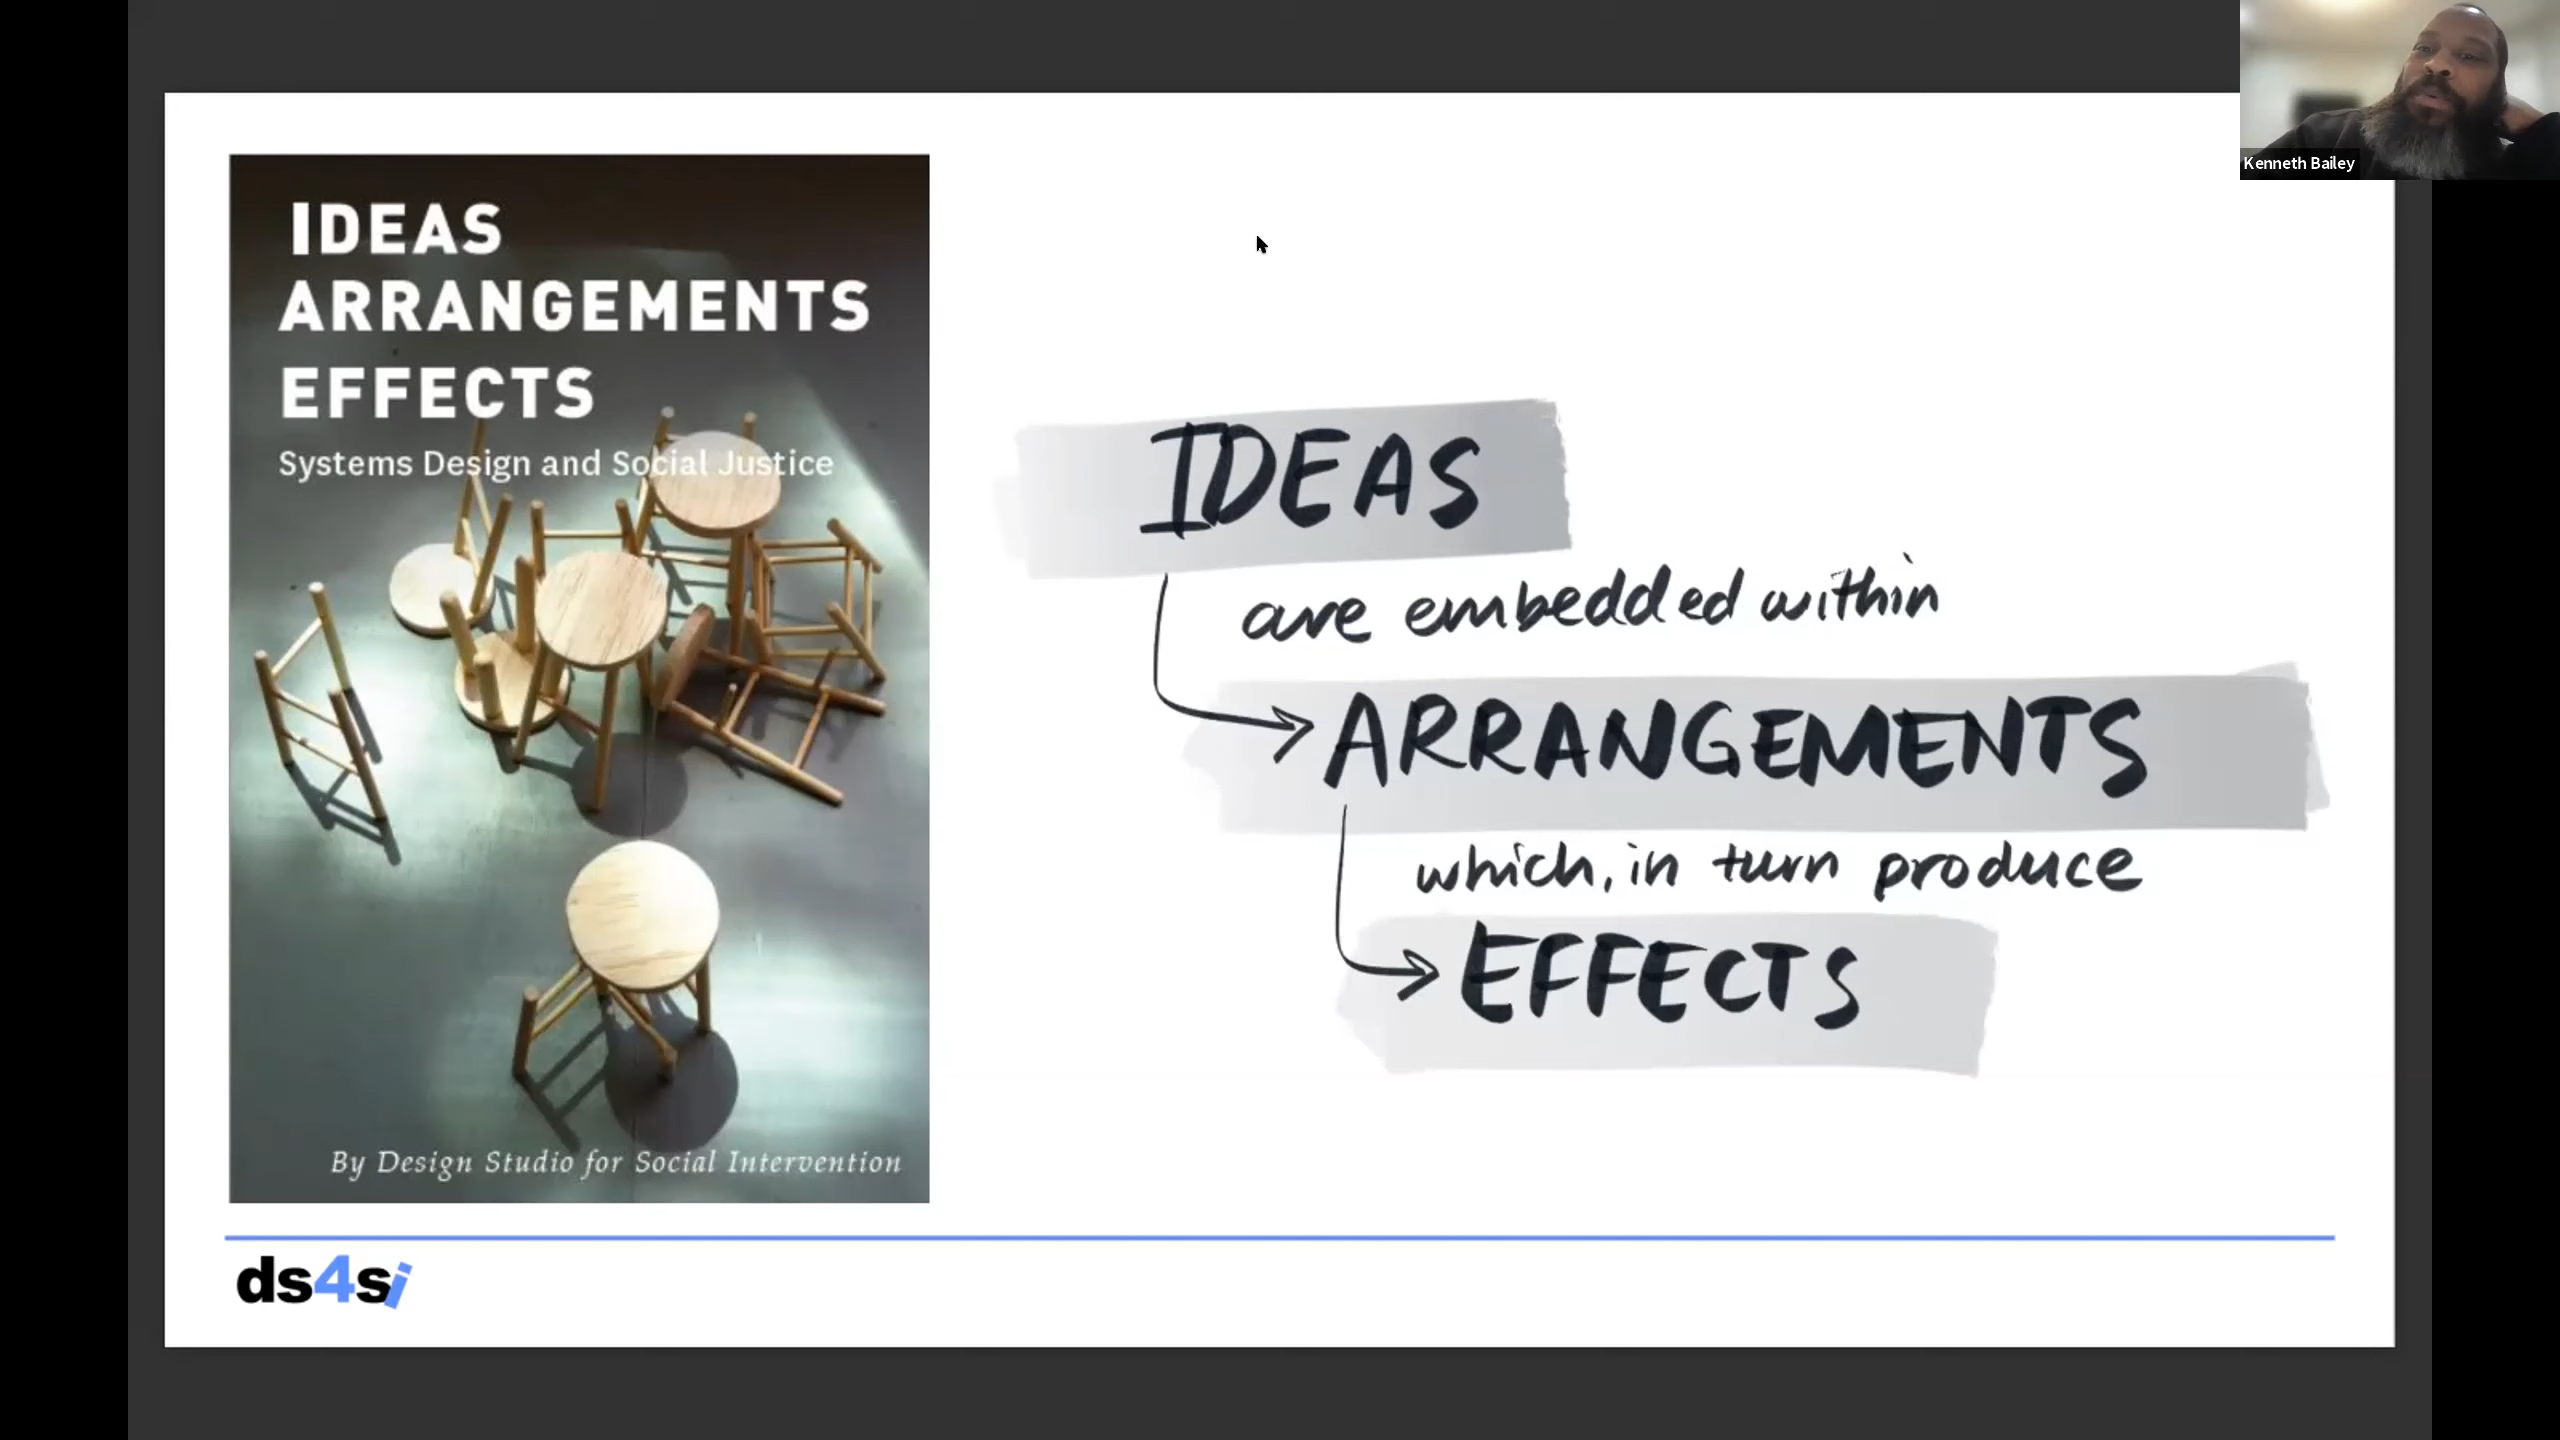 IDEAS
ARRANGEMENTS
EFFECTS
Systems Design and Social Justice
By Design Studio for Social Intervention
IDEAS
are embedded within
ARRANGEMENTS
which, in turn produce
EFFECTS
ds4si
Kenneth Bailey